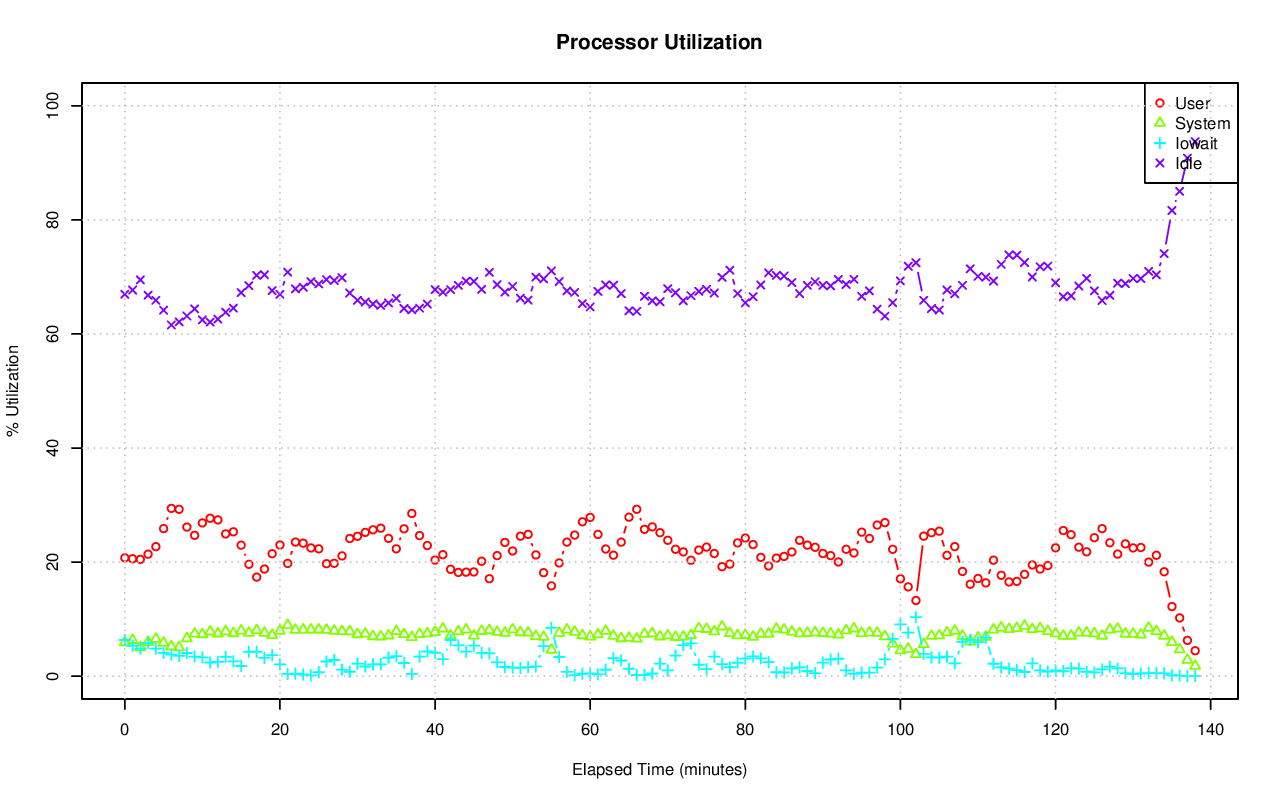 Processor Utilization
% Utilization
100
80
60
40
20
0
User
System
Iowait
Idle
0 20 40 60 80 100 120 140
Elapsed Time (minutes)